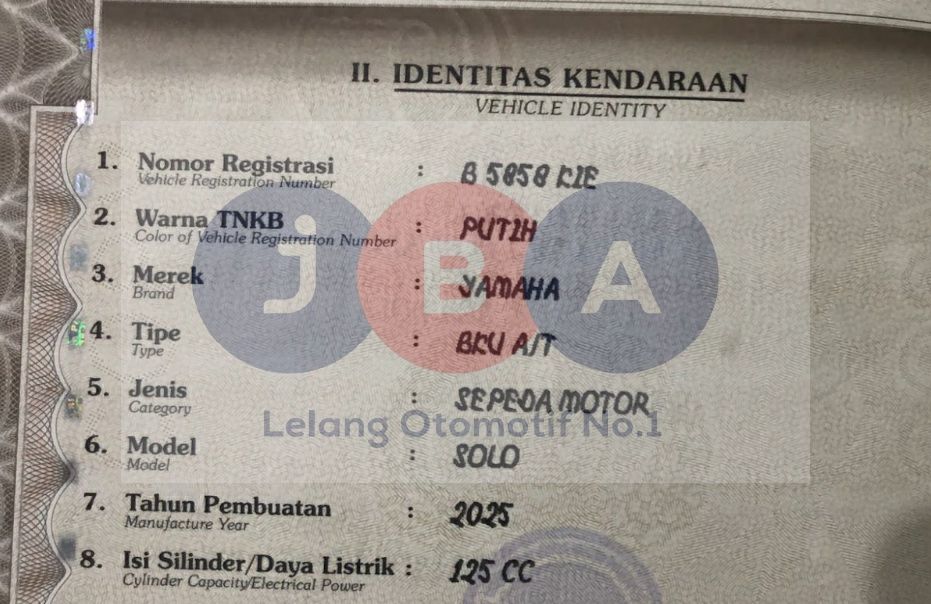 II. IDENTITAS KENDARAAN
VEHICLE IDENTITY
1. Nomor Registrasi : B 5858 KZE
Vehicle Registration Number
2. Warna TNKB : PUTIH
Color of Vehicle Registration Number
3. Merek : YAMAHA
Brand
4. Tipe : BKU A/T
Type
5. Jenis : SEPEDA MOTOR
Category
6. Model : SOLO
Model
7. Tahun Pembuatan : 2025
Manufacture Year
8. Isi Silinder/Daya Listrik : 125 CC
Cylinder Capacity/Electrical Power
JBA
Lelang Otomotif No.1